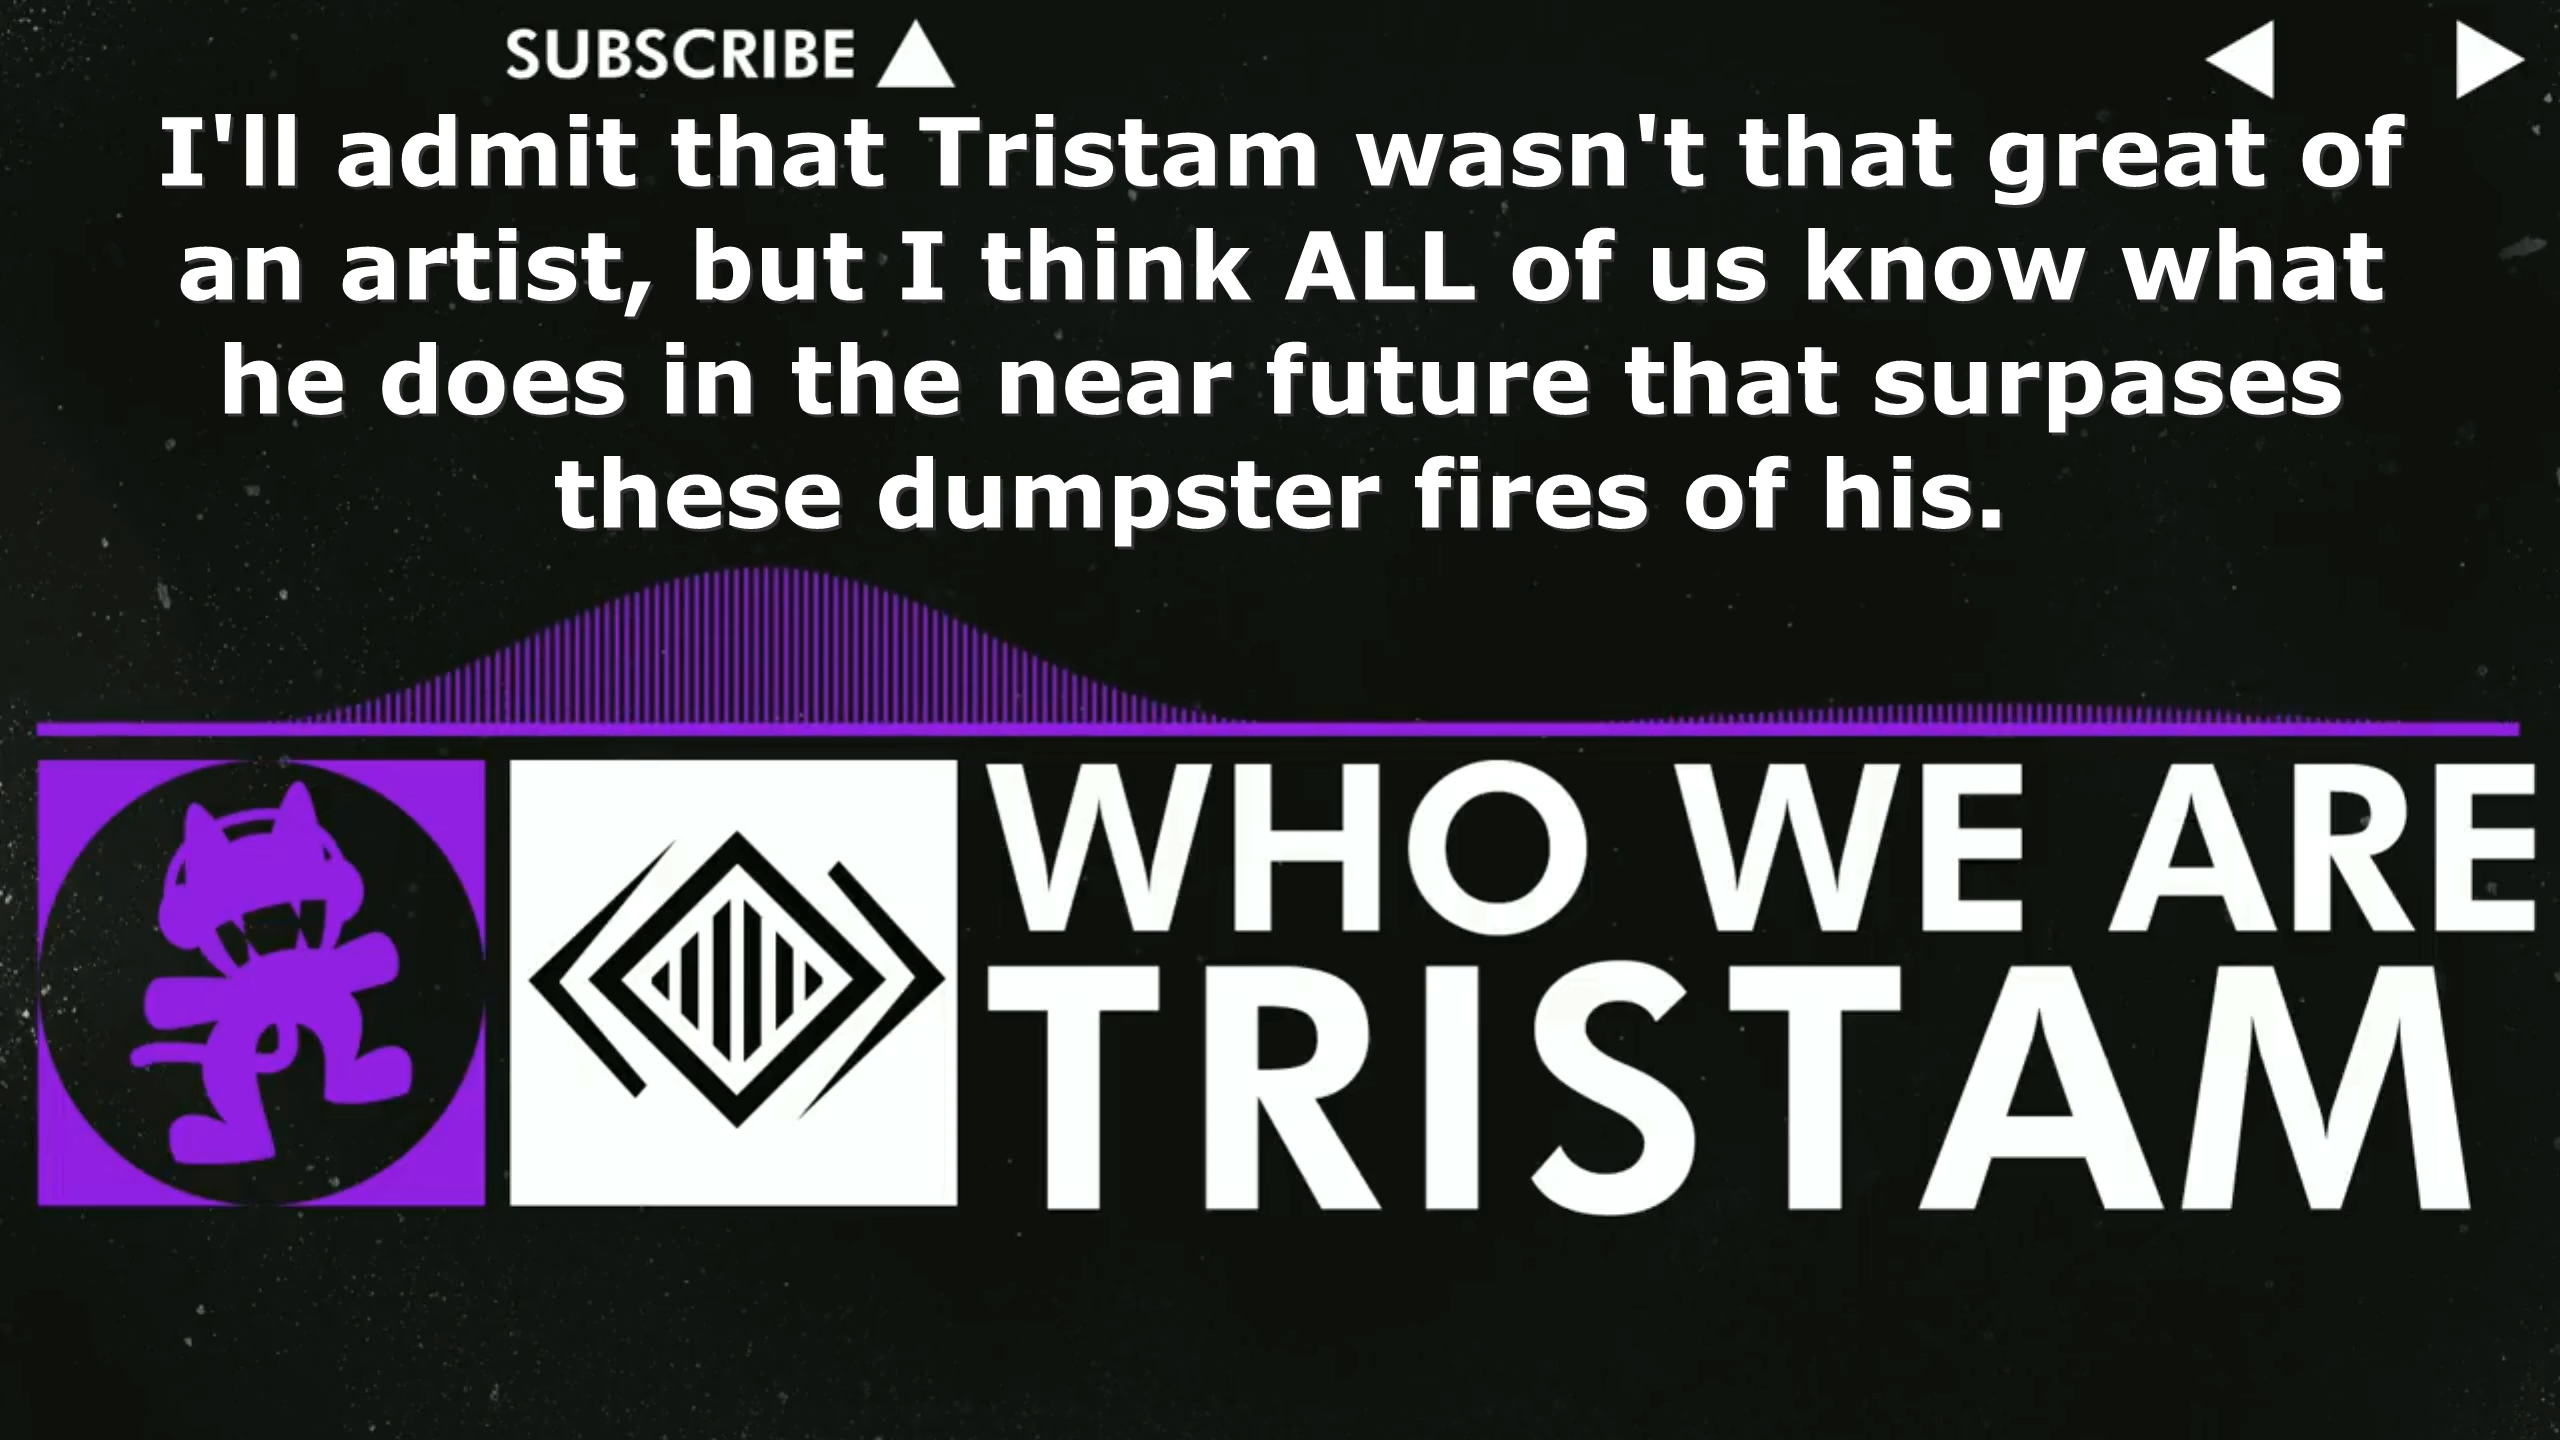 SUBSCRIBE
I'll admit that Tristam wasn't that great of
an artist, but I think ALL of us know what
he does in the near future that surpases
these dumpster fires of his.
WHO WE ARE
TRISTAM